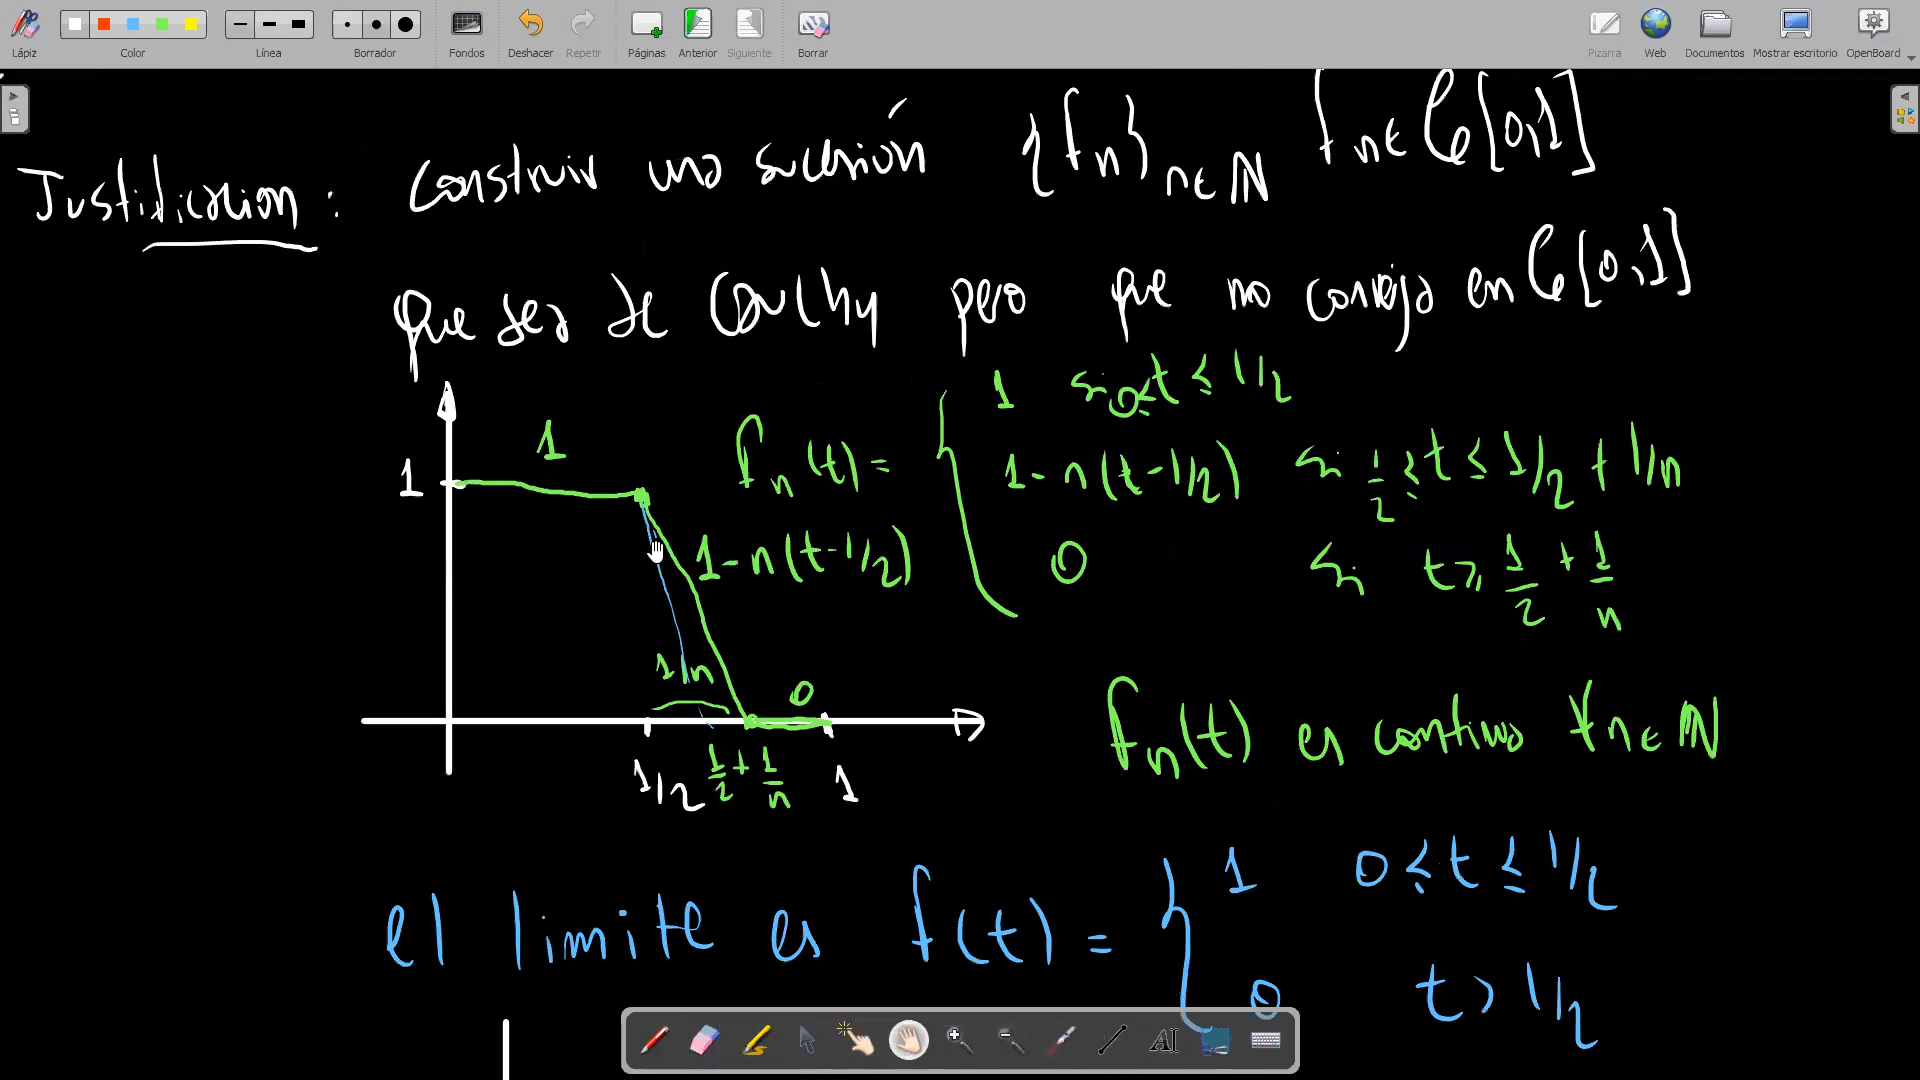 Lápiz Color Línea Borrador Fondos Deshacer Repetir Páginas Anterior Siguiente Borrar Pizarra Web Documentos Mostrar escritorio OpenBoard
Justificación: construir una sucesión {fn}n∈ℕ fn∈C[0,1]
que sea de Cauchy pero que no converja en C[0,1]
1 si 0≤t≤1/2
1
1
fn(t) = { 1-n(t-1/2) si 1/2≤t≤1/2+1/n
1-n(t-1/2)
0 si t≥1/2+1/n
1/n
0
fn(t) es continua ∀n∈ℕ
1/2 1/2+1/n 1
el limite es f(t) = { 1 0≤t≤1/2
0 t>1/2